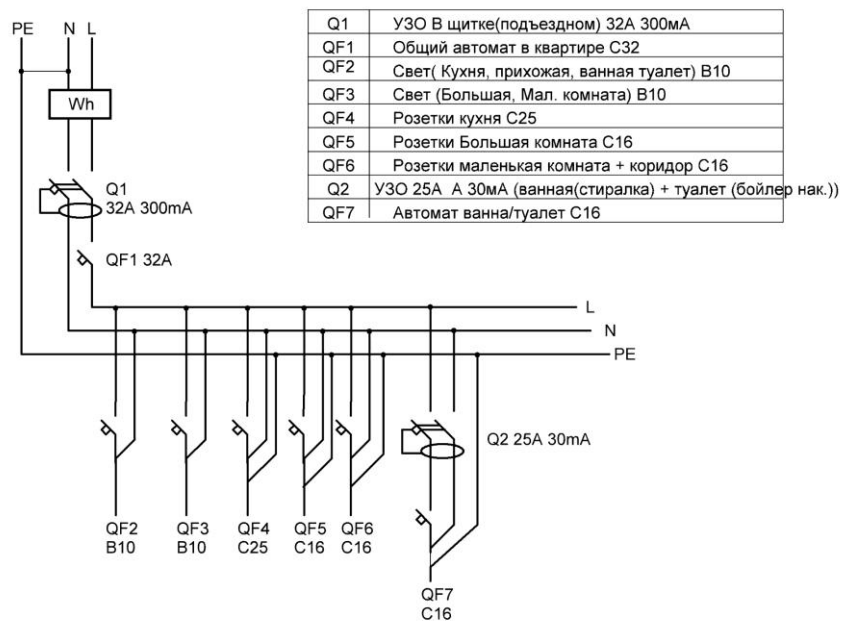 PE N L
Wh
Q1
32A 300mA
QF1 32A
Q1 УЗО В щитке(подъездном) 32А 300мА
QF1 Общий автомат в квартире С32
QF2 Свет( Кухня, прихожая, ванная туалет) В10
QF3 Свет (Большая, Мал. комната) В10
QF4 Розетки кухня С25
QF5 Розетки Большая комната С16
QF6 Розетки маленькая комната + коридор С16
Q2 УЗО 25А А 30мА (ванная(стиралка) + туалет (бойлер нак.))
QF7 Автомат ванна/туалет С16
L
N
PE
Q2 25A 30mA
QF2 QF3 QF4 QF5 QF6
B10 B10 C25 C16 C16
QF7
C16